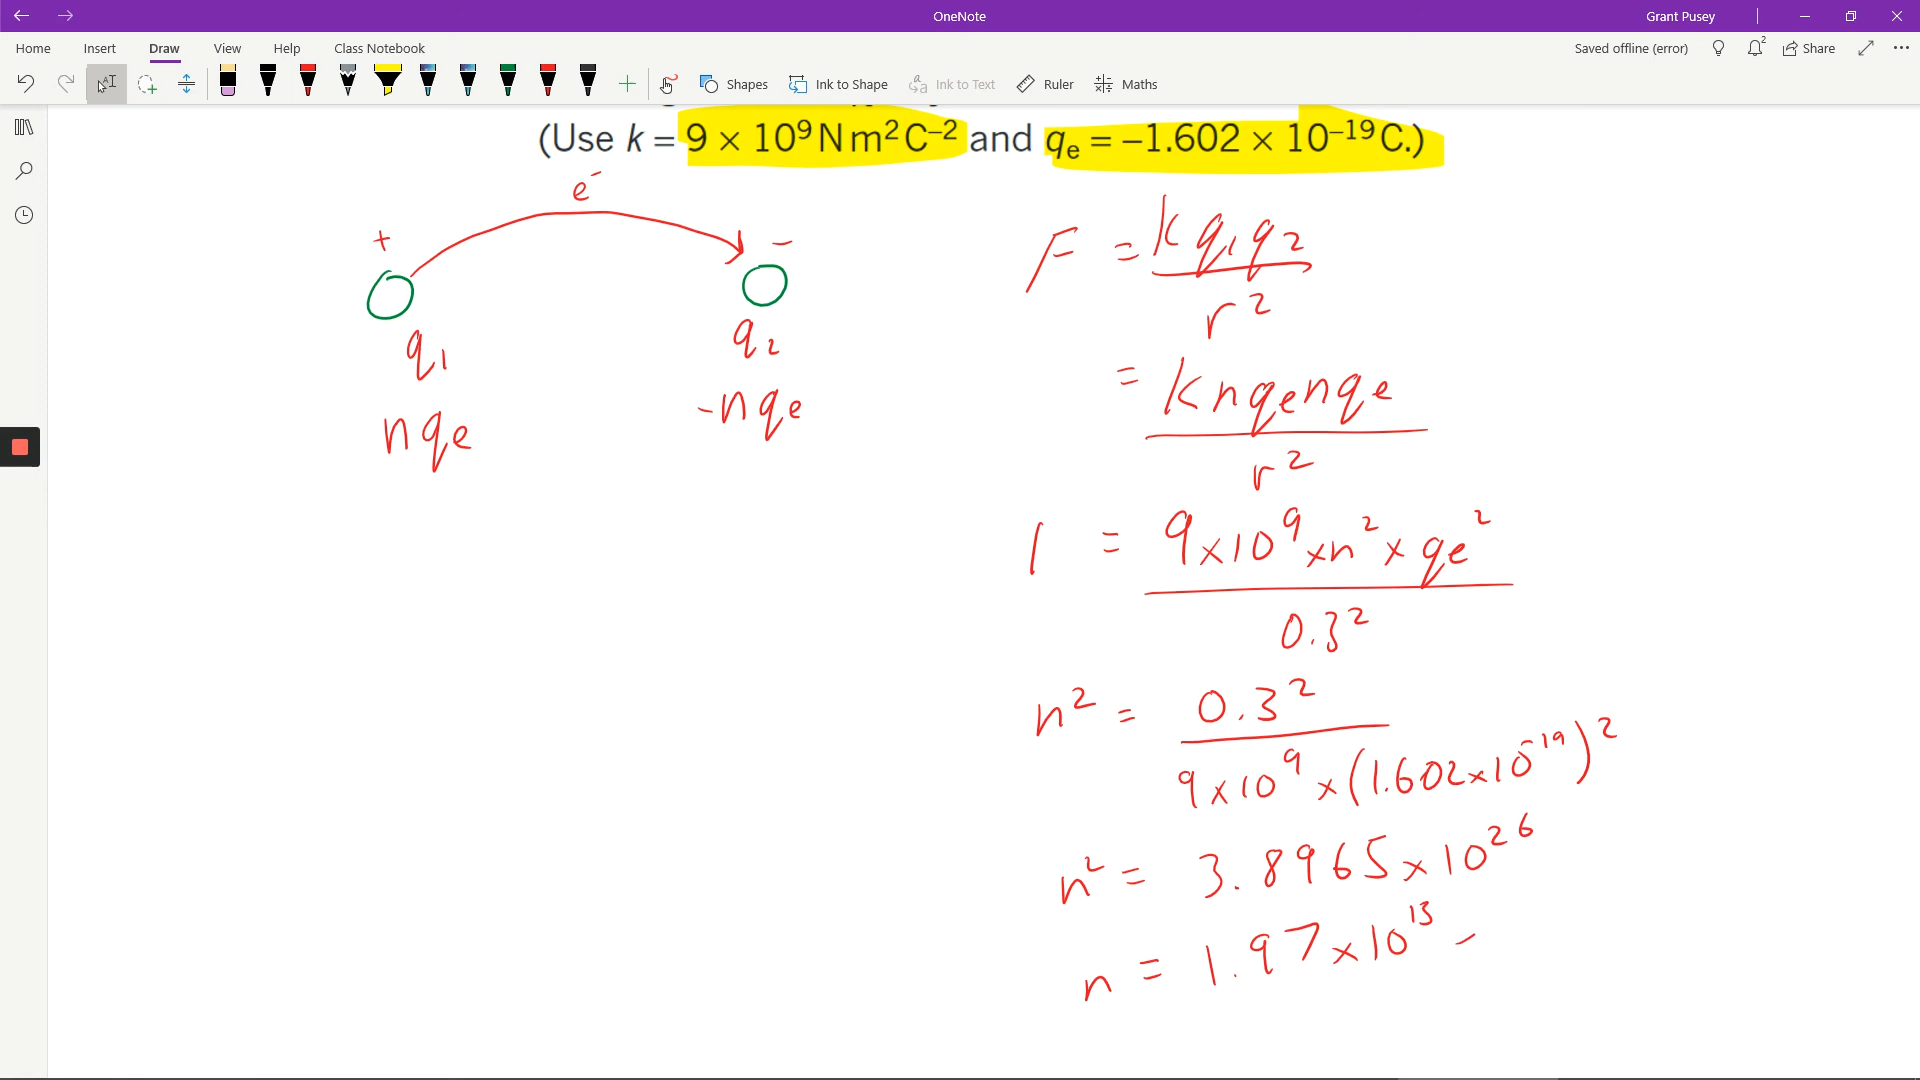 OneNote
Grant Pusey
Home Insert Draw View Help Class Notebook
Saved offline (error) 2 Share
Shapes Ink to Shape Ink to Text Ruler Maths
(Use k = 9 × 10⁹ N m² C⁻² and qₑ = −1.602 × 10⁻¹⁹ C.)
e⁻
+ −
q₁ q₂
nqe -nqe
F = kq₁q₂ / r²
= knqenqe / r²
1 = 9×10⁹×n²×qe² / 0.3²
n² = 0.3² / 9×10⁹×(1.602×10⁻¹⁹)²
n² = 3.8965×10²⁶
n = 1.97×10¹³